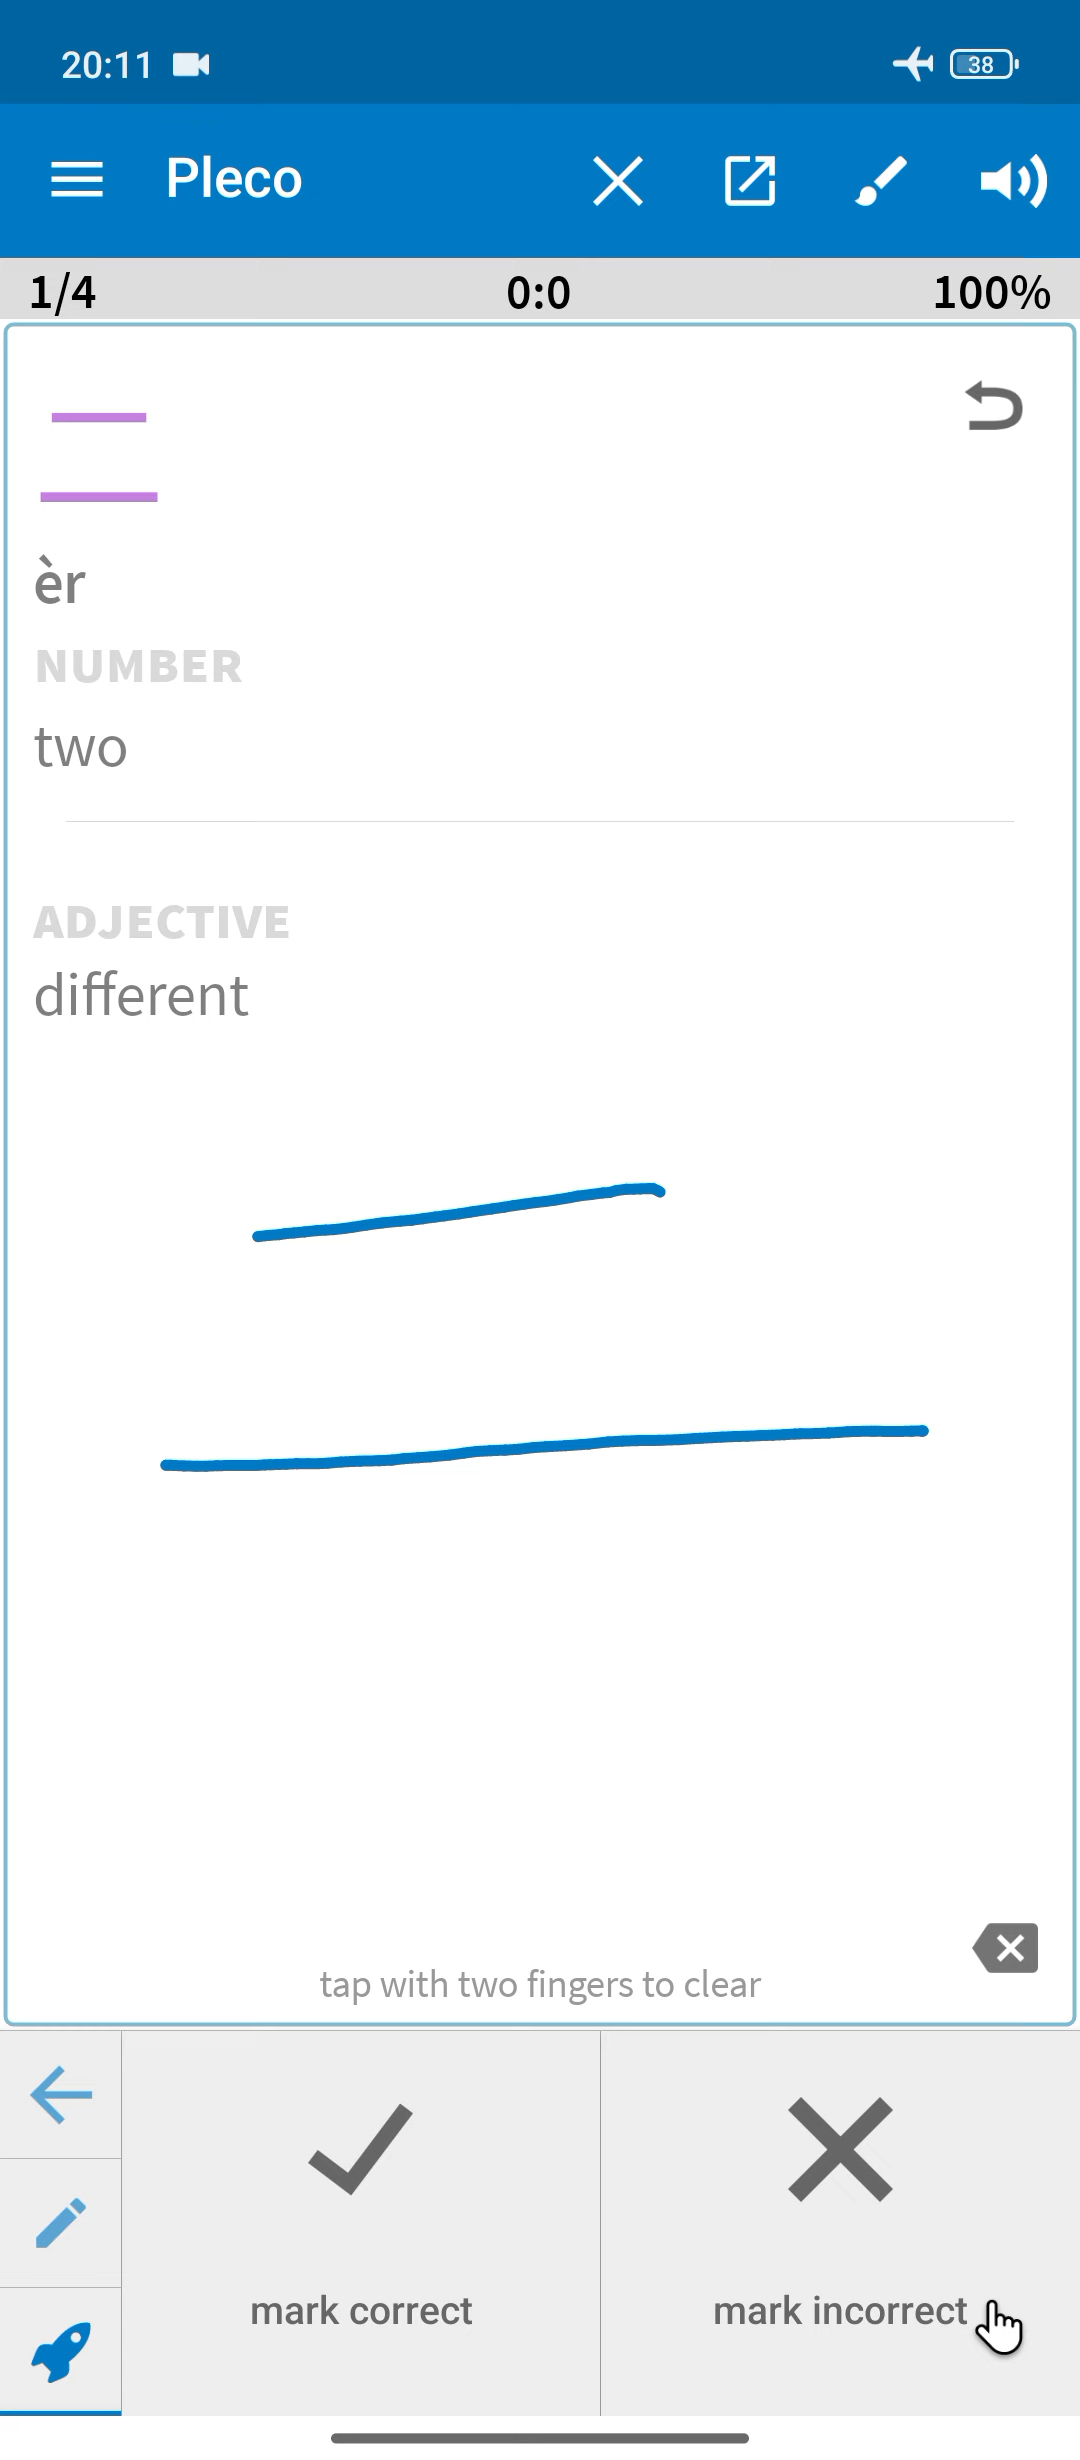 20:11
38
Pleco
1/4 0:0 100%
二
èr
NUMBER
two
ADJECTIVE
different
二
tap with two fingers to clear
mark correct
mark incorrect